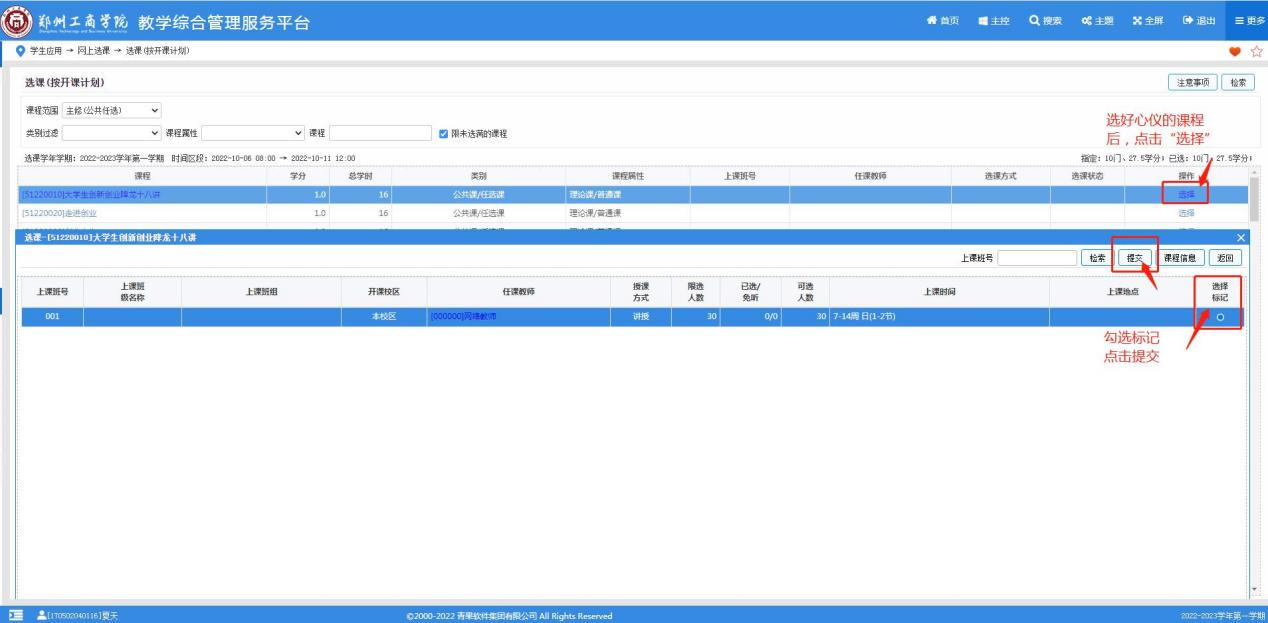 郑州工商学院 教学综合管理服务平台 首页 主控 搜索 主题 全屏 退出 更多
学生应用 → 网上选课 → 选课(按开课计划)
选课(按开课计划) 注意事项 检索
课程范围 主修(公共任选)
类别过滤 课程属性 课程 限未选满的课程
选好心仪的课程
后,点击“选择”
选课学年学期:2022-2023学年第一学期 时间区段:2022-10-06 08:00 → 2022-10-11 12:00 指定:10门、27.5学分; 已选:10门、27.5学分;
课程 学分 总学时 类别 课程属性 上课班号 任课教师 选课方式 选课状态 操作
[51220010]大学生创新创业降龙十八讲 1.0 16 公共课/任选课 理论课/普通课 选择
[51220020]走进创业 1.0 16 公共课/任选课 理论课/普通课 选择
选课-[51220010]大学生创新创业降龙十八讲
上课班号 检索 提交 课程信息 返回
上课班号 上课班级名称 上课班组 开课校区 任课教师 授课方式 限选人数 已选/免听 可选人数 上课时间 上课地点 选择标记
001 本校区 [000000]网络教师 讲授 30 0/0 30 7-14周 日(1-2节)
勾选标记
点击提交
[170502040116]夏天 ©2000-2022 青果软件集团有限公司 All Rights Reserved 2022-2023学年第一学期